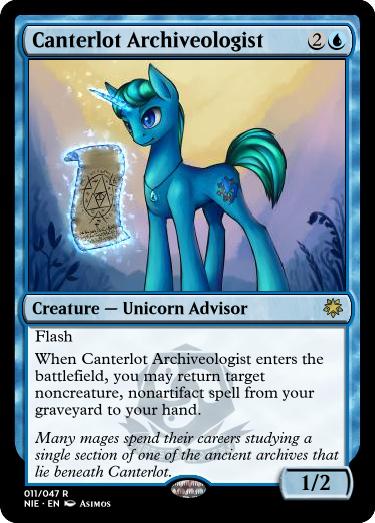 Canterlot Archiveologist 2
Creature — Unicorn Advisor
Flash
When Canterlot Archiveologist enters the
battlefield, you may return target
noncreature, nonartifact spell from your
graveyard to your hand.
Many mages spend their careers studying a
single section of one of the ancient archives that
lie beneath Canterlot.
1/2
011/047 R
NIE • EN Asimos